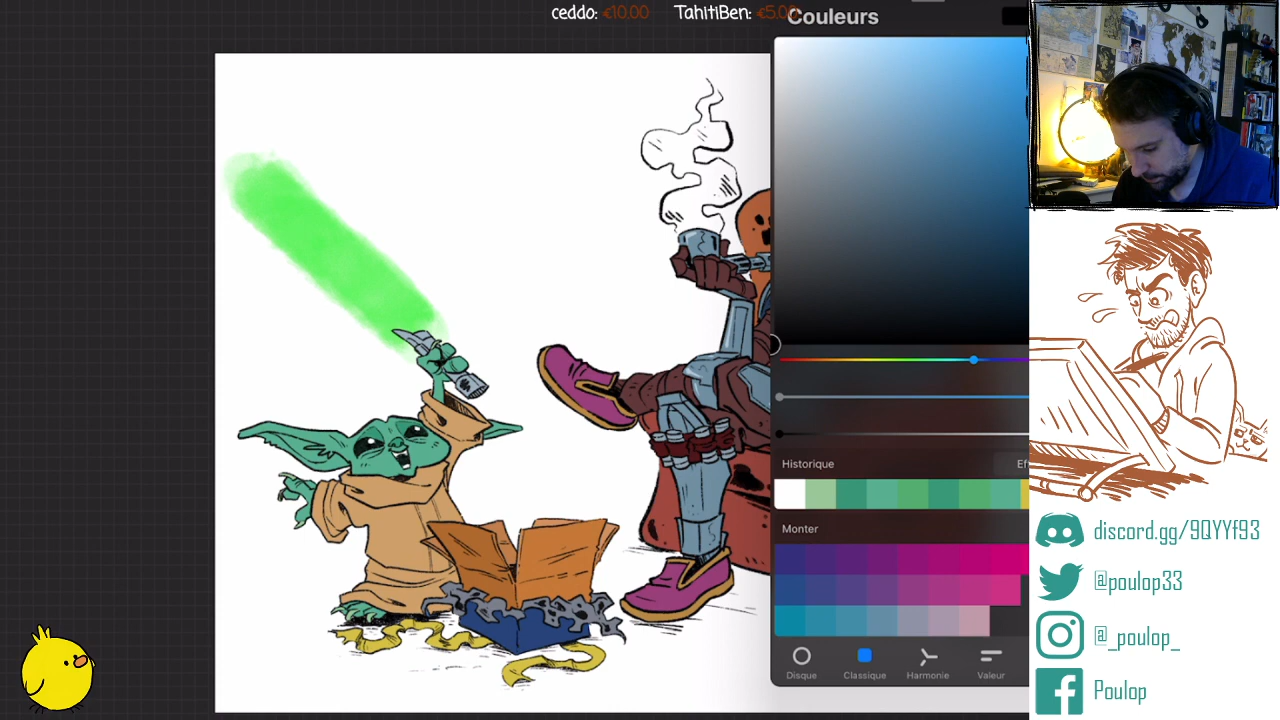 ceddo: €10.00 TahitiBen: €5.00
Couleurs
Historique
Ef
Monter
Disque
Classique
Harmonie
Valeur
discord.gg/9QYYf93
@poulop33
@_poulop_
Poulop